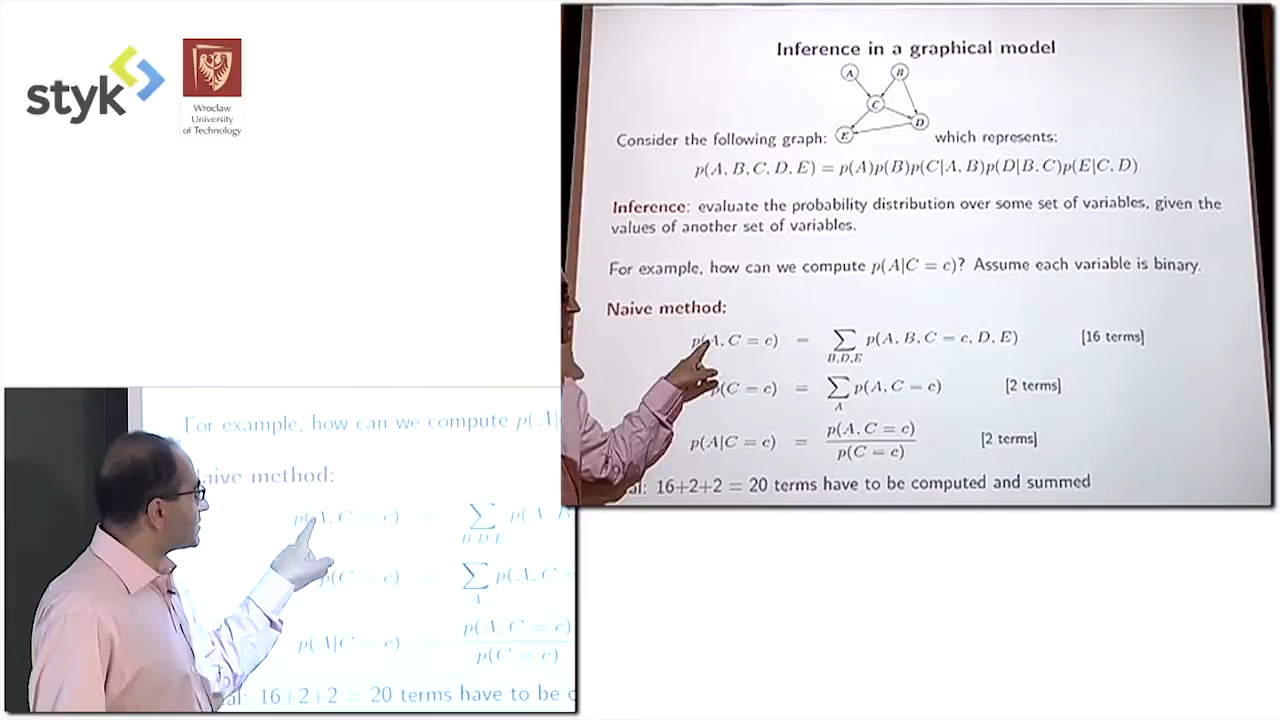 styk
Wrocław
University
of Technology
Inference in a graphical model
A
B
C
D
E
Consider the following graph: which represents:
p(A, B, C, D, E) = p(A)p(B)p(C|A, B)p(D|B, C)p(E|C, D)
Inference: evaluate the probability distribution over some set of variables, given the
values of another set of variables.
For example, how can we compute p(A|C = c)? Assume each variable is binary.
Naive method:
p(A, C = c) = ∑ p(A, B, C = c, D, E) [16 terms]
B,D,E
p(C = c) = ∑ p(A, C = c) [2 terms]
A
p(A|C = c) = p(A, C = c) [2 terms]
p(C = c)
al: 16+2+2 = 20 terms have to be computed and summed
For example, how can we compute p(A|
aive method:
p(A, C = c) = ∑ p(A, B
B,D,E
p(C = c) = ∑ p(A, C =
A
p(A|C = c) = p(A, C = c)
p(C = c)
al: 16+2+2 = 20 terms have to be c